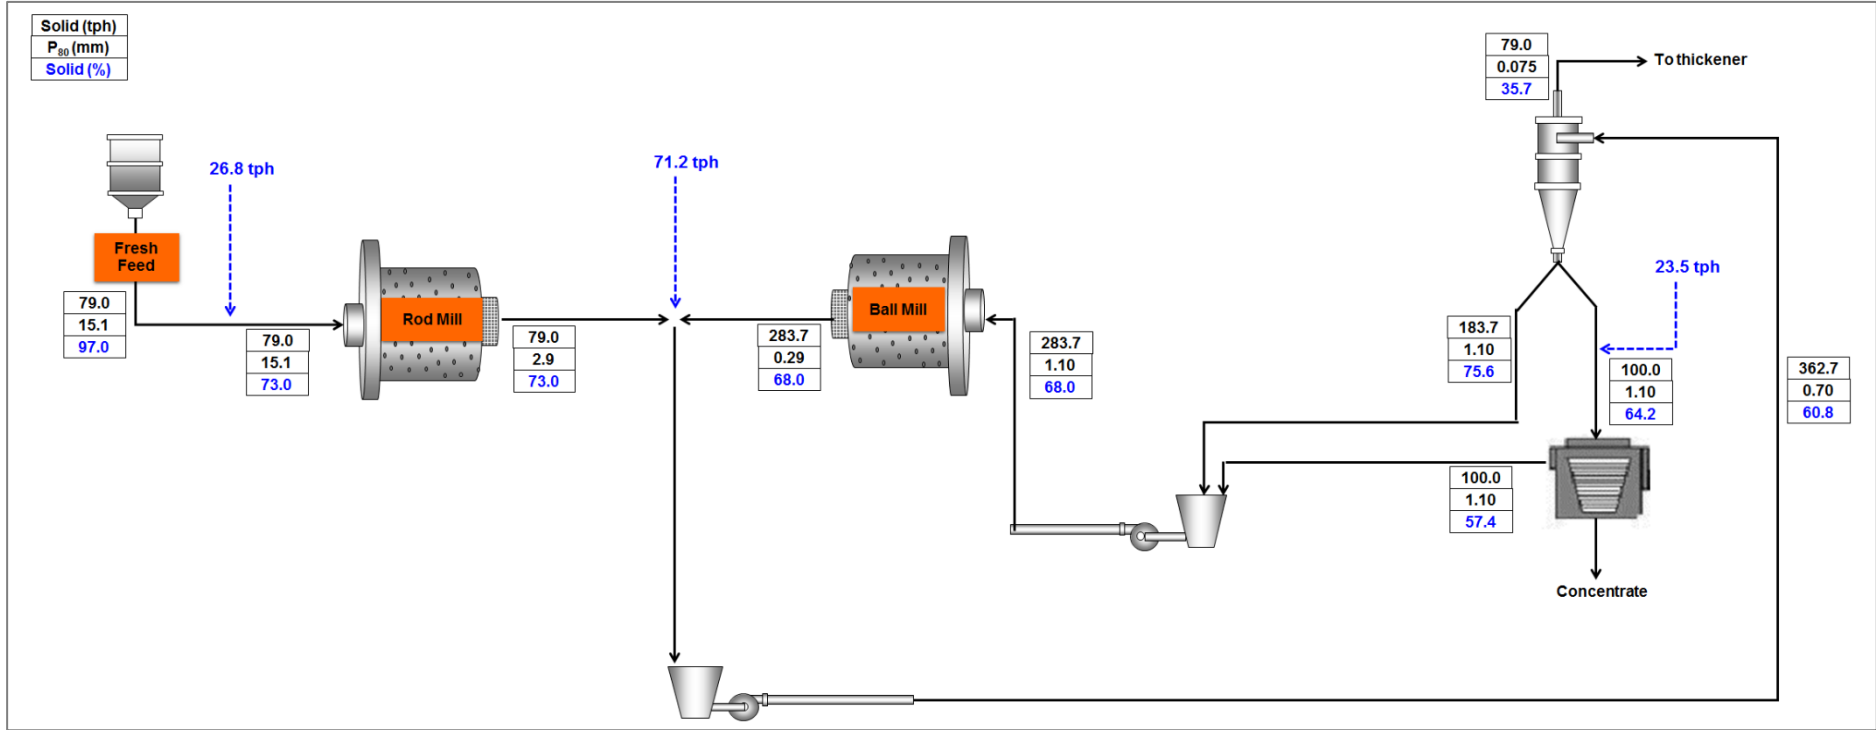 Solid (tph)
P80 (mm)
Solid (%)
79.0
0.075
35.7
To thickener
26.8 tph
71.2 tph
Fresh
Feed
79.0
15.1
97.0
79.0
15.1
73.0
Rod Mill
79.0
2.9
73.0
283.7
0.29
68.0
Ball Mill
283.7
1.10
68.0
23.5 tph
183.7
1.10
75.6
100.0
1.10
64.2
362.7
0.70
60.8
100.0
1.10
57.4
Concentrate